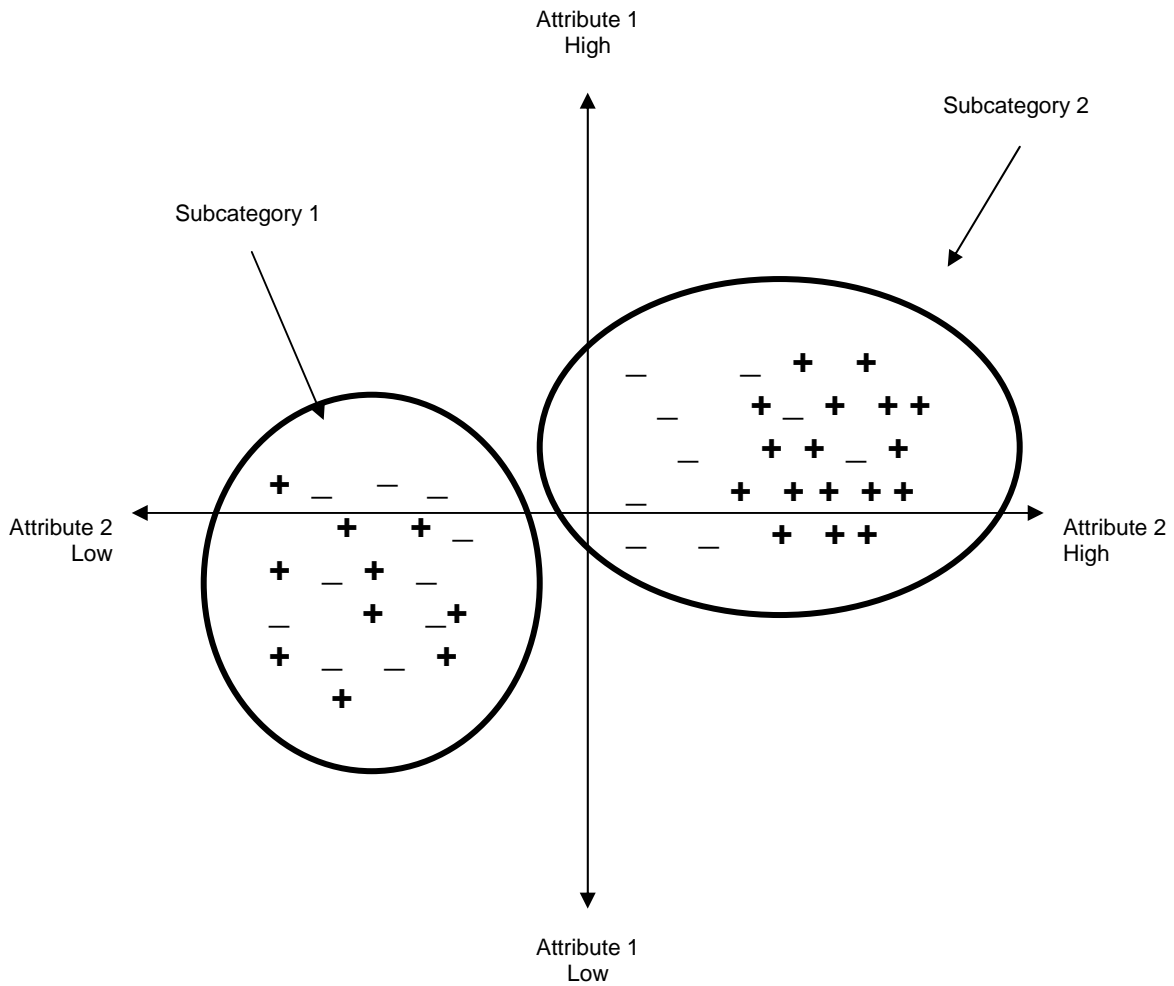 Attribute 1
High
Subcategory 2
Subcategory 1
+ _ _ _
+ + _
+ _ + _
_ + _ +
+ _ _ +
+
_ _ + +
_ + _ + + +
_ + + _ +
_ + + + + +
_ _ + + +
Attribute 2
Low
Attribute 2
High
Attribute 1
Low